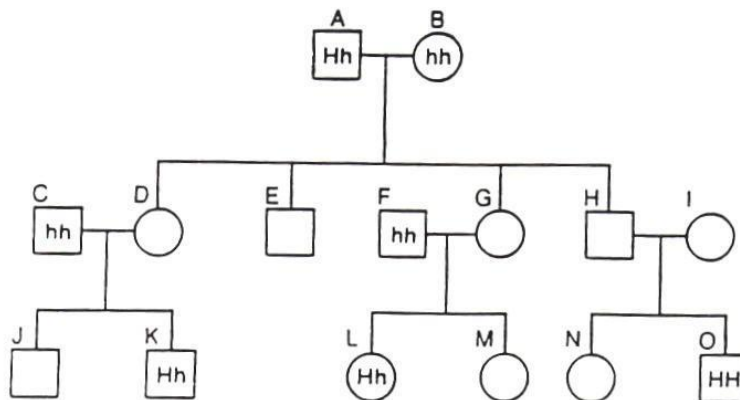 A B
Hh hh
C D E F G H I
hh hh
J K L M N O
Hh Hh HH